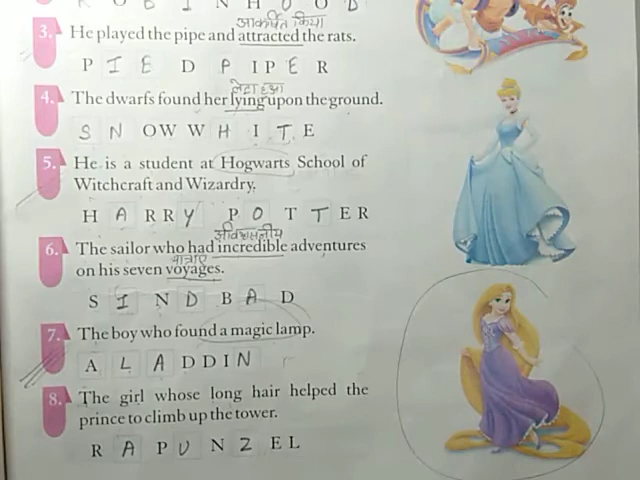 R O B I N H O O D
आकर्षित किया
3. He played the pipe and attracted the rats.
P I E D P I P E R
लेटा हुआ
4. The dwarfs found her lying upon the ground.
S N O W W H I T E
5. He is a student at Hogwarts School of
Witchcraft and Wizardry.
H A R R Y P O T T E R
अविश्वसनीय
6. The sailor who had incredible adventures
यात्राएं
on his seven voyages.
S I N D B A D
7. The boy who found a magic lamp.
A L A D D I N
8. The girl whose long hair helped the
prince to climb up the tower.
R A P U N Z E L